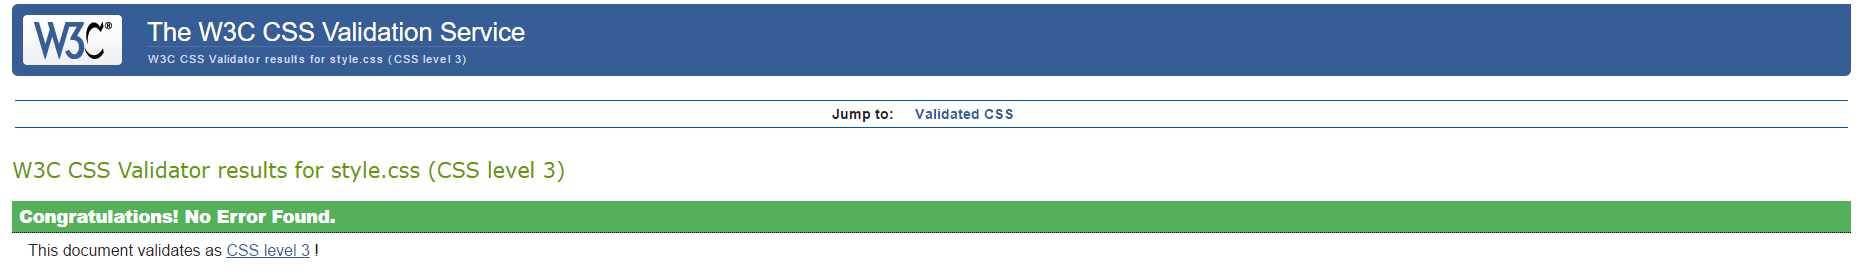 W3C®
The W3C CSS Validation Service
W3C CSS Validator results for style.css (CSS level 3)
Jump to: Validated CSS
W3C CSS Validator results for style.css (CSS level 3)
Congratulations! No Error Found.
This document validates as CSS level 3 !